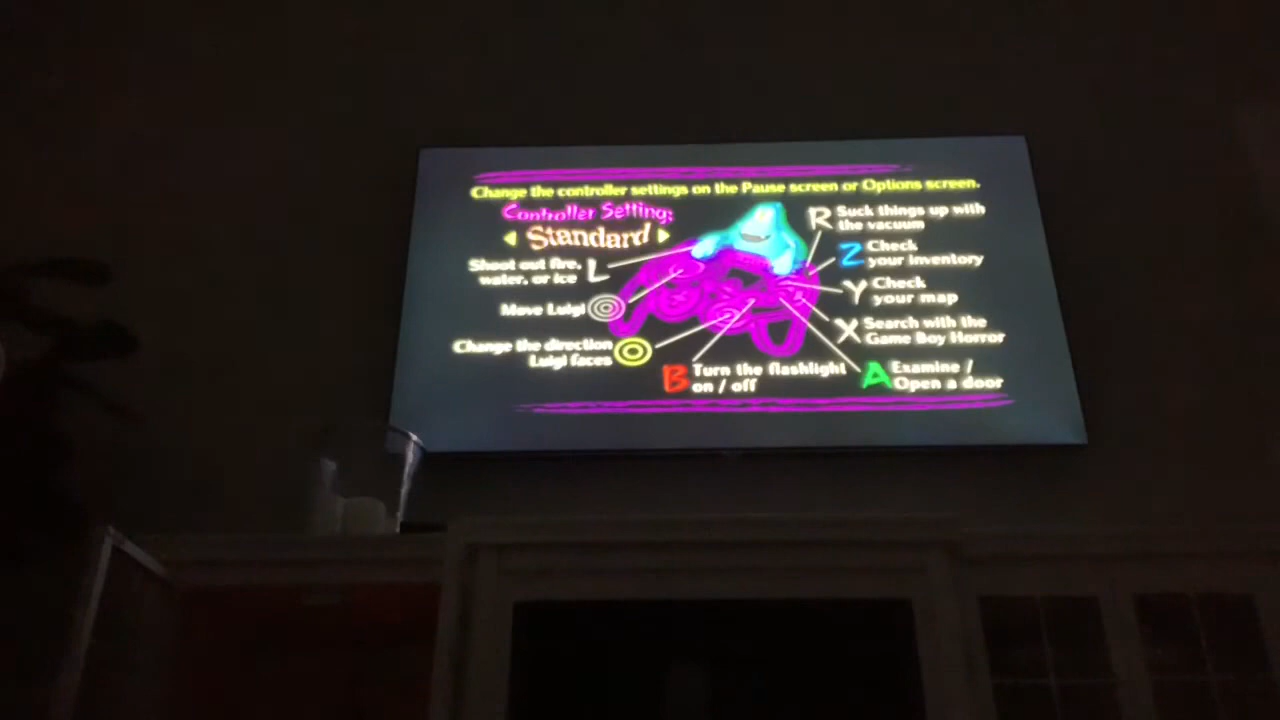 Change the controller settings on the Pause screen or Options screen.
Controller Setting:
Standard
Shoot out fire,
water, or ice
L
Move Luigi
Change the direction
Luigi faces
B
Turn the flashlight
on / off
R
Suck things up with
the vacuum
Z
Check
your inventory
Y
Check
your map
X
Search with the
Game Boy Horror
A
Examine /
Open a door